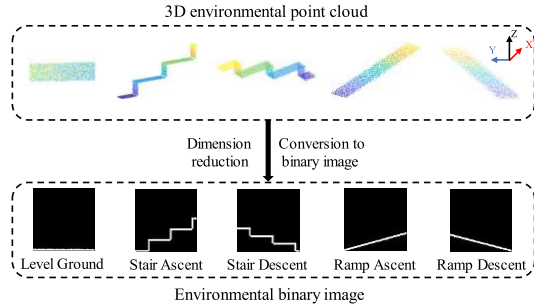 3D environmental point cloud
Z
X
Y
Dimension reduction
Conversion to binary image
Level Ground
Stair Ascent
Stair Descent
Ramp Ascent
Ramp Descent
Environmental binary image